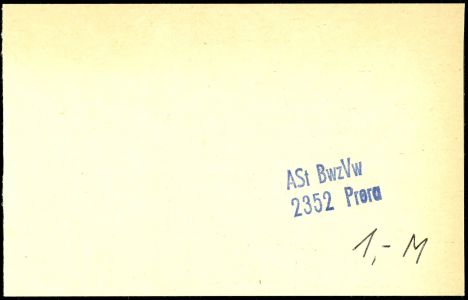 ASt BwzVw
2352 Prora
1,- M